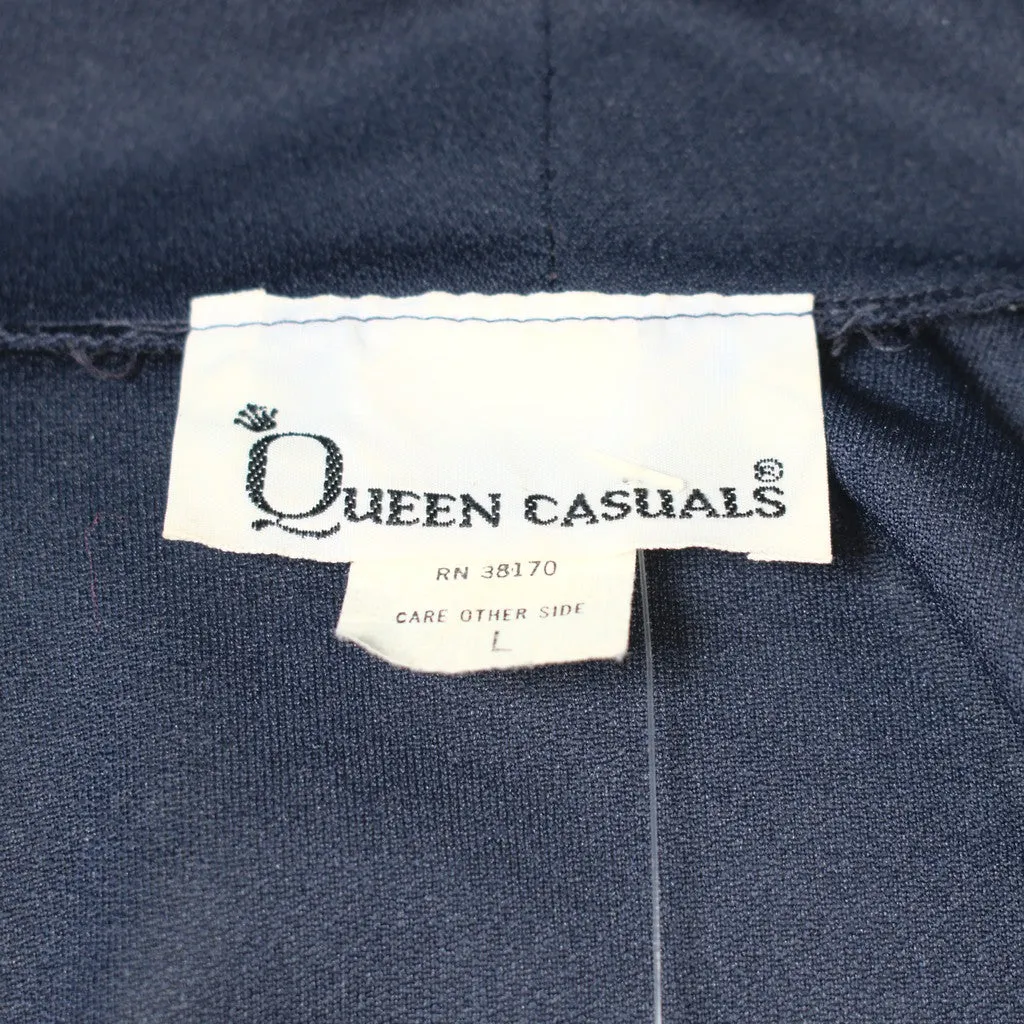 QUEEN CASUALS®
RN 38170
CARE OTHER SIDE
L